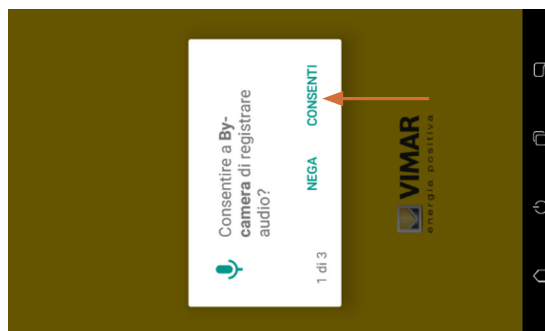 Consentire a By-
camera di registrare
audio?
1 di 3
NEGA
CONSENTI
VIMAR
energia positiva